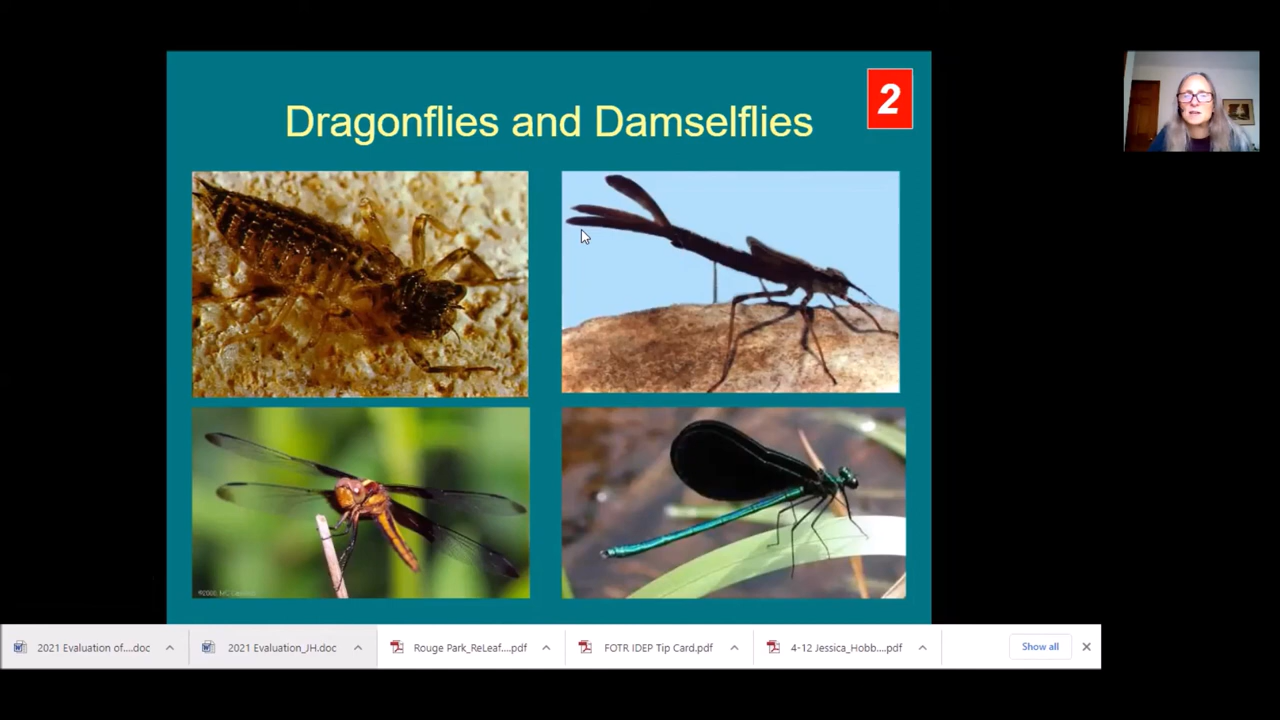 2
Dragonflies and Damselflies
2021 Evaluation of....doc
2021 Evaluation_JH.doc
Rouge Park_ReLeaf....pdf
FOTR IDEP Tip Card.pdf
4-12 Jessica_Hobb....pdf
Show all